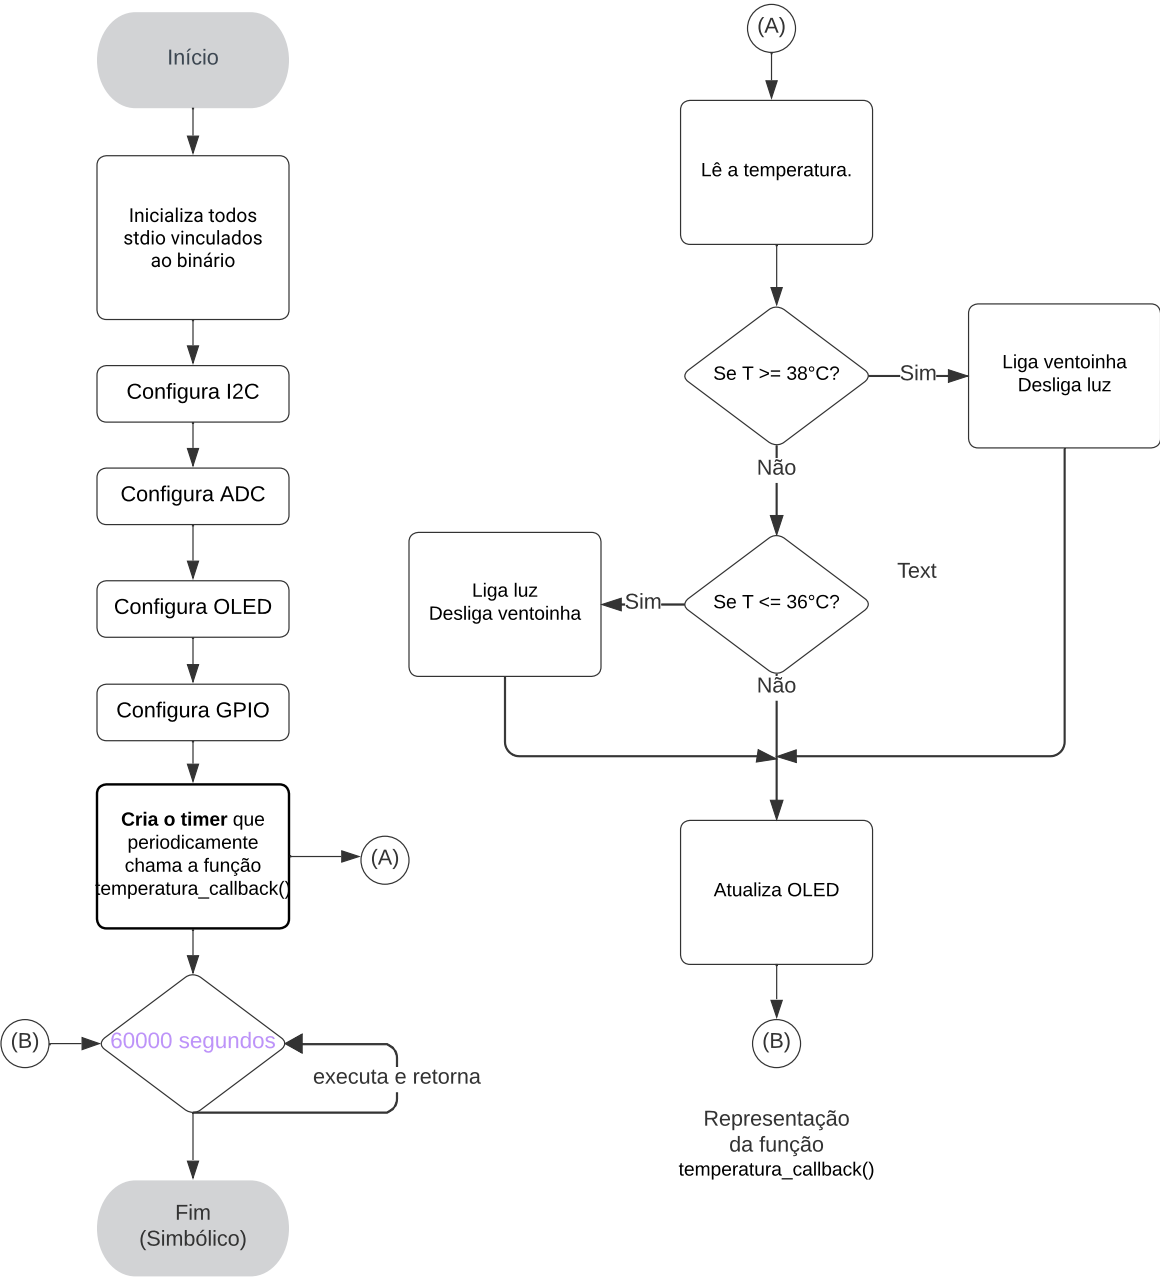 Início
Inicializa todos
stdio vinculados
ao binário
Configura I2C
Configura ADC
Configura OLED
Configura GPIO
Cria o timer que
periodicamente
chama a função
temperatura_callback()
(A)
(B)
60000 segundos
executa e retorna
Fim
(Simbólico)
(A)
Lê a temperatura.
Se T >= 38°C?
Sim
Liga ventoinha
Desliga luz
Não
Se T <= 36°C?
Sim
Liga luz
Desliga ventoinha
Text
Não
Atualiza OLED
(B)
Representação
da função
temperatura_callback()